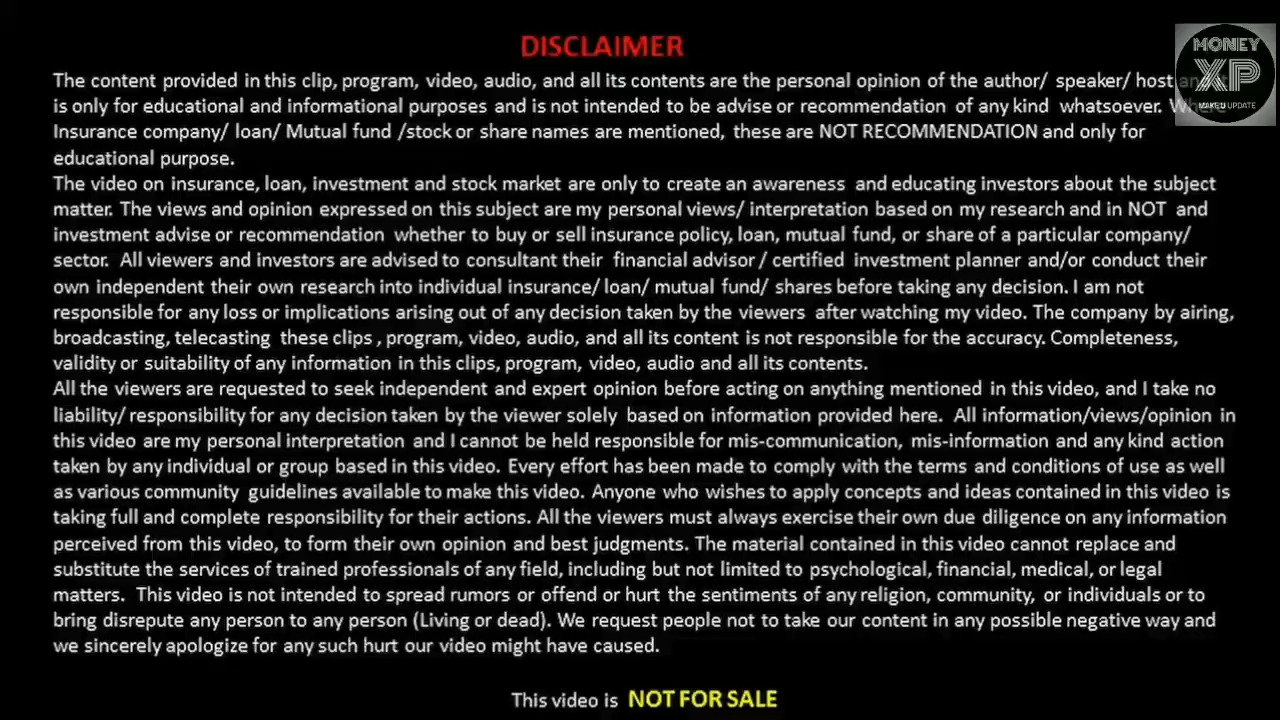 DISCLAIMER
MONEY
XP
MAKE U UPDATE
The content provided in this clip, program, video, audio, and all its contents are the personal opinion of the author/ speaker/ host
is only for educational and informational purposes and is not intended to be advise or recommendation of any kind whatsoever. Where
Insurance company/ loan/ Mutual fund /stock or share names are mentioned, these are NOT RECOMMENDATION and only for
educational purpose.
The video on insurance, loan, investment and stock market are only to create an awareness and educating investors about the subject
matter. The views and opinion expressed on this subject are my personal views/ interpretation based on my research and in NOT and
investment advise or recommendation whether to buy or sell insurance policy, loan, mutual fund, or share of a particular company/
sector. All viewers and investors are advised to consultant their financial advisor / certified investment planner and/or conduct their
own independent their own research into individual insurance/ loan/ mutual fund/ shares before taking any decision. I am not
responsible for any loss or implications arising out of any decision taken by the viewers after watching my video. The company by airing,
broadcasting, telecasting these clips , program, video, audio, and all its content is not responsible for the accuracy. Completeness,
validity or suitability of any information in this clips, program, video, audio and all its contents.
All the viewers are requested to seek independent and expert opinion before acting on anything mentioned in this video, and I take no
liability/ responsibility for any decision taken by the viewer solely based on information provided here. All information/views/opinion in
this video are my personal interpretation and I cannot be held responsible for mis-communication, mis-information and any kind action
taken by any individual or group based in this video. Every effort has been made to comply with the terms and conditions of use as well
as various community guidelines available to make this video. Anyone who wishes to apply concepts and ideas contained in this video is
taking full and complete responsibility for their actions. All the viewers must always exercise their own due diligence on any information
perceived from this video, to form their own opinion and best judgments. The material contained in this video cannot replace and
substitute the services of trained professionals of any field, including but not limited to psychological, financial, medical, or legal
matters. This video is not intended to spread rumors or offend or hurt the sentiments of any religion, community, or individuals or to
bring disrepute any person to any person (Living or dead). We request people not to take our content in any possible negative way and
we sincerely apologize for any such hurt our video might have caused.
This video is NOT FOR SALE